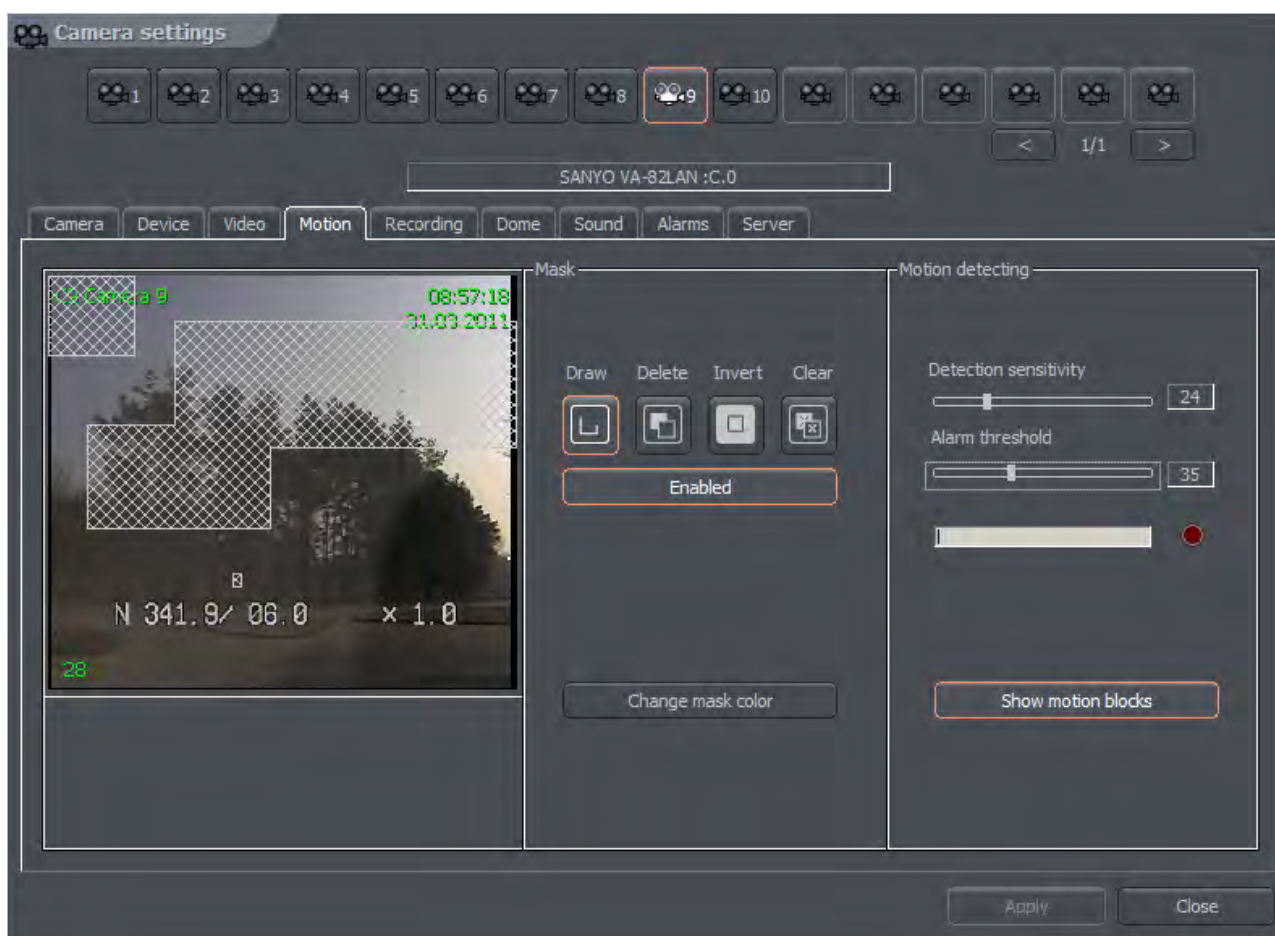 Camera settings
1 2 3 4 5 6 7 8 9 10
< 1/1 >
SANYO VA-82LAN :C.0
Camera Device Video Motion Recording Dome Sound Alarms Server
C9 Camera 9
08:57:18
31.03.2011
N 341.9/ 06.0 x 1.0
28
Mask
Draw Delete Invert Clear
Enabled
Change mask color
Motion detecting
Detection sensitivity
24
Alarm threshold
35
Show motion blocks
Apply Close